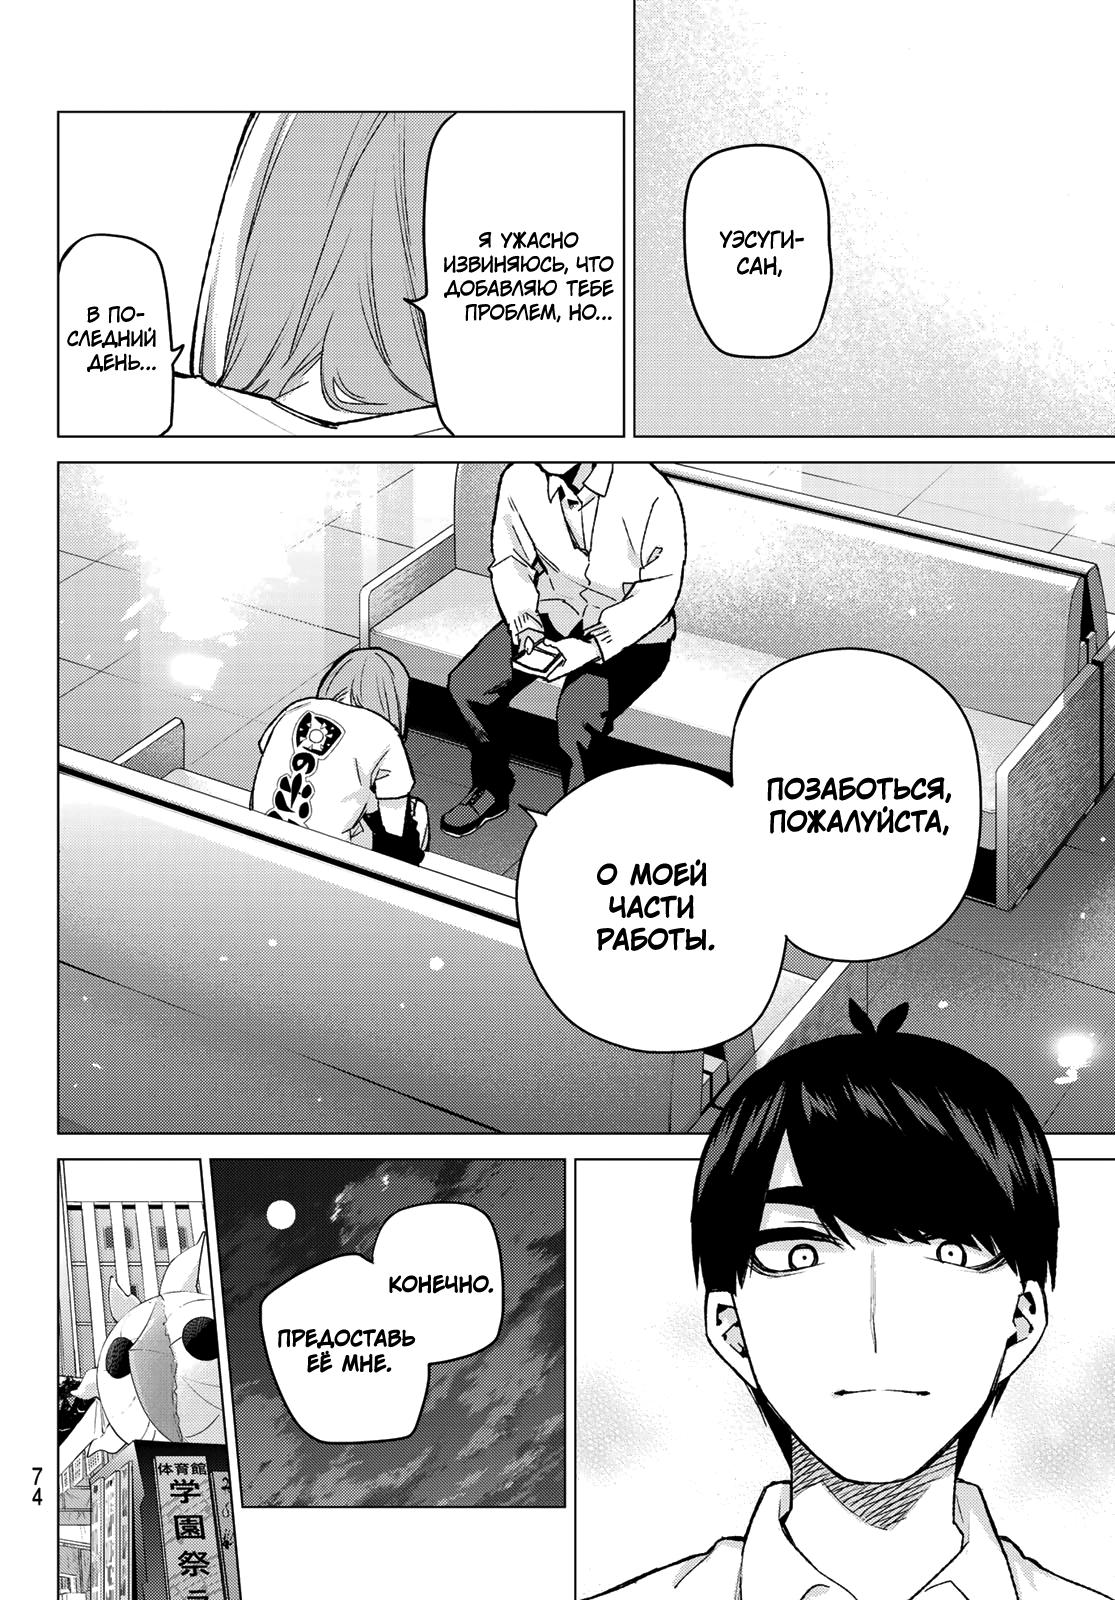 УЭСУГИ-
САН,
Я УЖАСНО
ИЗВИНЯЮСЬ, ЧТО
ДОБАВЛЯЮ ТЕБЕ
ПРОБЛЕМ, НО...
В ПО-
СЛЕДНИЙ
ДЕНЬ...
の
ПОЗАБОТЬСЯ,
ПОЖАЛУЙСТА,
О МОЕЙ
ЧАСТИ
РАБОТЫ.
КОНЕЧНО.
ПРЕДОСТАВЬ
ЕЁ МНЕ.
体育館
学園祭
74